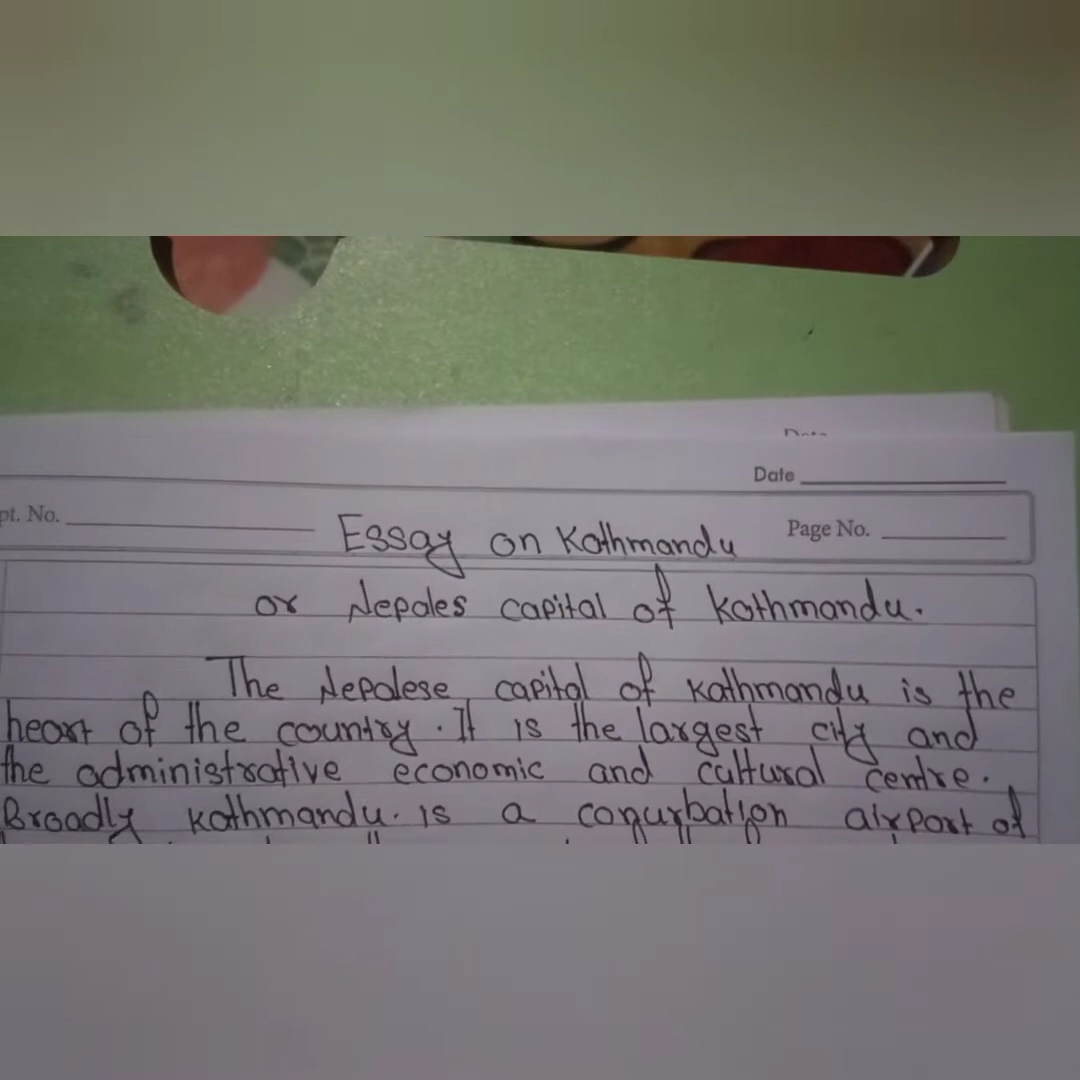 Date
pt. No.
Essay on Kathmandu
Page No.
or Nepales capital of Kathmandu.
The Nepalese capital of Kathmandu is the
heart of the country. It is the largest city and
the administrative economic and cultural centre.
Broadly Kathmandu. is a conurbation airport of